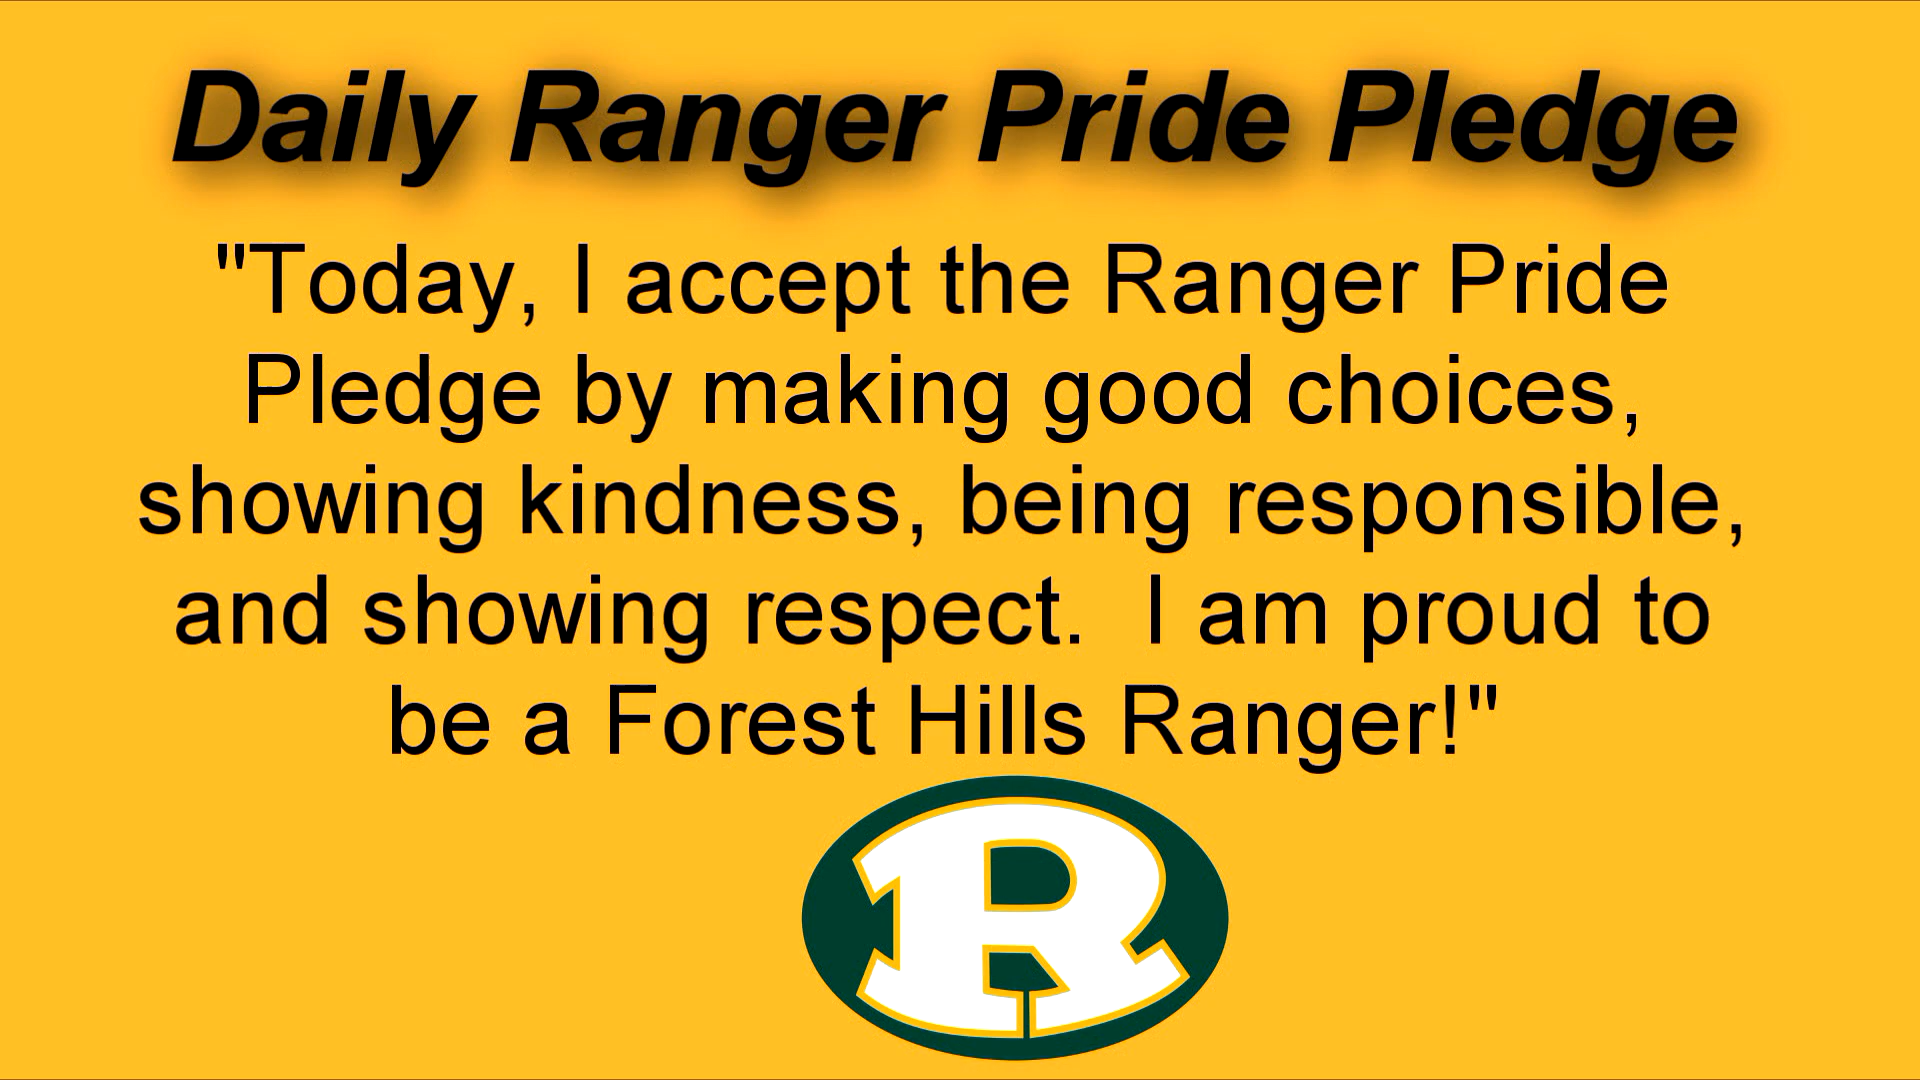 Daily Ranger Pride Pledge
"Today, I accept the Ranger Pride
Pledge by making good choices,
showing kindness, being responsible,
and showing respect.  I am proud to
be a Forest Hills Ranger!"
R